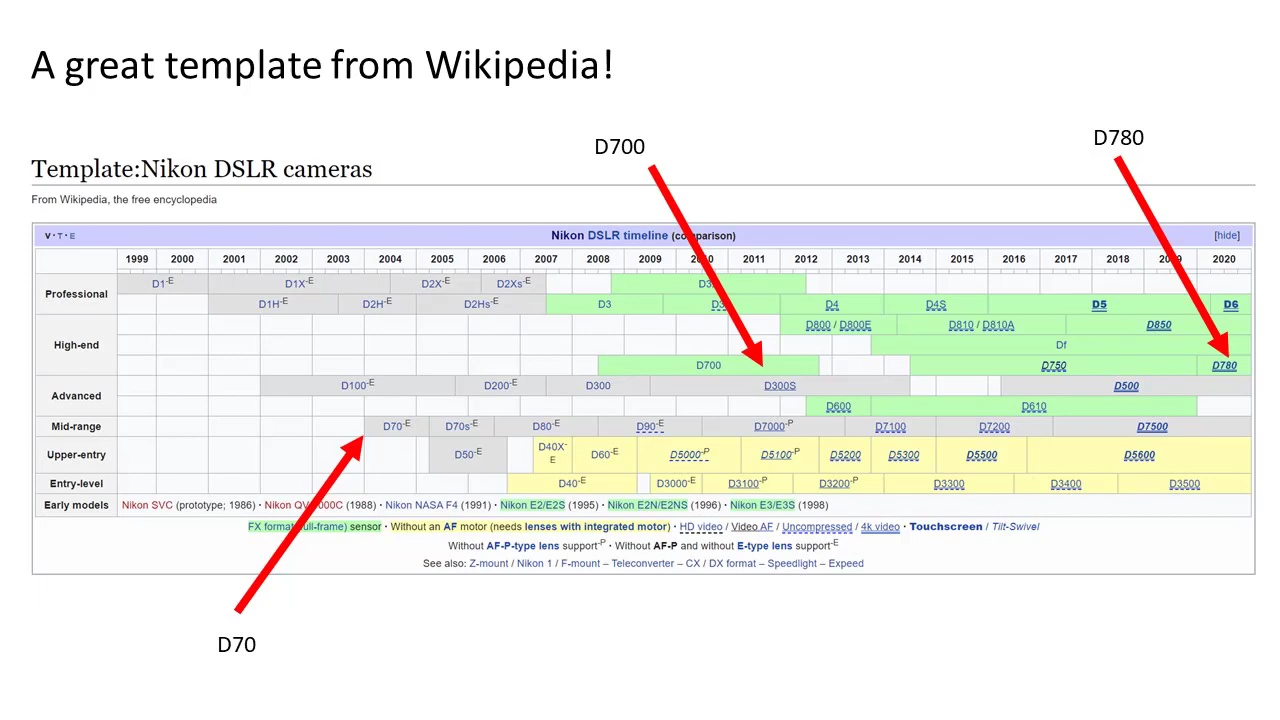 A great template from Wikipedia!
D700
D780
Template:Nikon DSLR cameras
From Wikipedia, the free encyclopedia
V · T · E Nikon DSLR timeline (comparison) [hide]
1999 2000 2001 2002 2003 2004 2005 2006 2007 2008 2009 2010 2011 2012 2013 2014 2015 2016 2017 2018 2019 2020
Professional D1-E D1X-E D2X-E D2Xs-E
D1H-E D2H-E D2Hs-E D3 D4 D4S D5 D6
High-end D800 / D800E D810 / D810A D850
Df
D700 D750 D780
Advanced D100-E D200-E D300 D300S D500
D600 D610
Mid-range D70-E D70s-E D80-E D90-E D7000-P D7100 D7200 D7500
Upper-entry D50-E D40X-E D60-E D5000-P D5100-P D5200 D5300 D5500 D5600
Entry-level D40-E D3000-E D3100-P D3200-P D3300 D3400 D3500
Early models Nikon SVC (prototype; 1986) · Nikon (1988) · Nikon NASA F4 (1991) · Nikon E2/E2S (1995) · Nikon E2N/E2NS (1996) · Nikon E3/E3S (1998)
FX format (full-frame) sensor · Without an AF motor (needs lenses with integrated motor) · HD video / Video AF / Uncompressed / 4k video · Touchscreen / Tilt-Swivel
Without AF-P-type lens support-P · Without AF-P and without E-type lens support-E
See also: Z-mount / Nikon 1 / F-mount – Teleconverter – CX / DX format – Speedlight – Expeed
D70